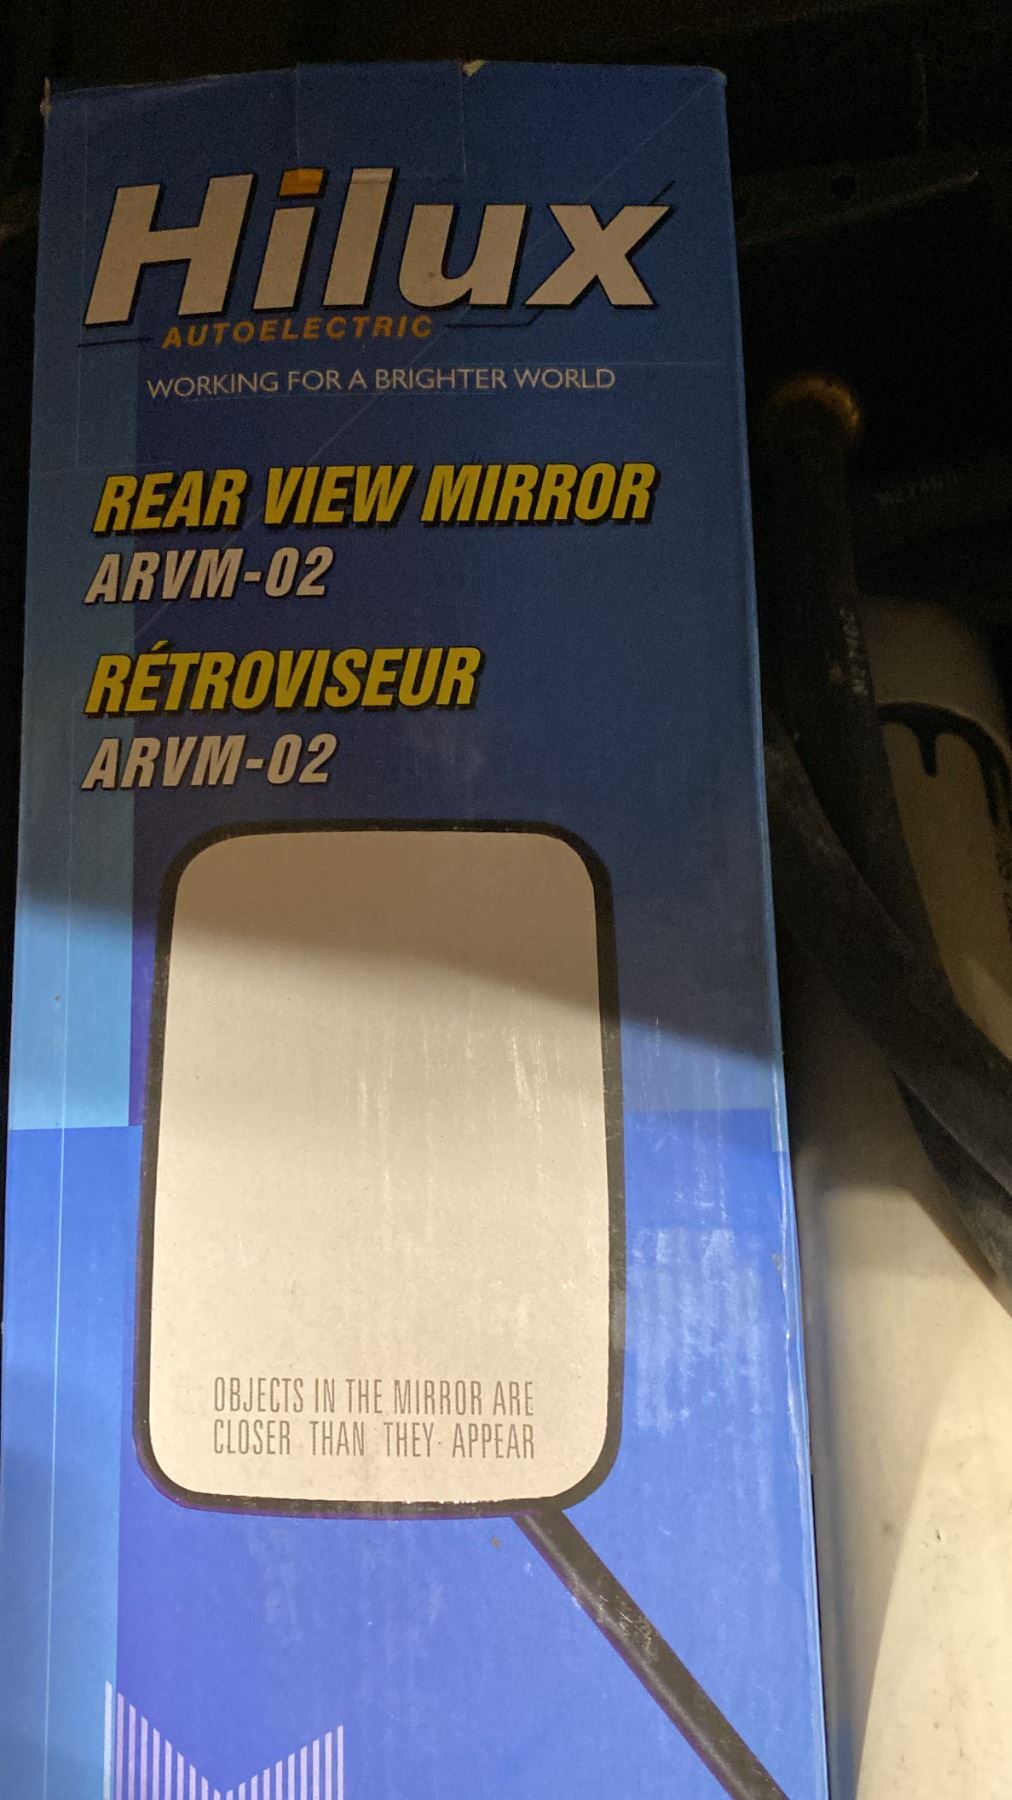 Hilux
AUTOELECTRIC
WORKING FOR A BRIGHTER WORLD
REAR VIEW MIRROR
ARVM-02
RÉTROVISEUR
ARVM-02
OBJECTS IN THE MIRROR ARE
CLOSER THAN THEY APPEAR